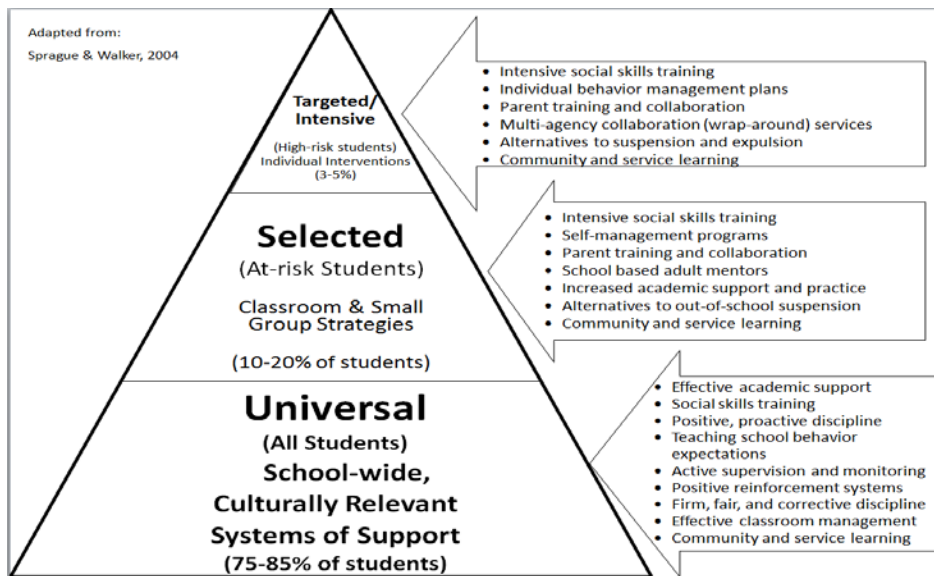 Adapted from:
Sprague & Walker, 2004
Targeted/
Intensive
(High-risk students)
Individual Interventions
(3-5%)
• Intensive social skills training
• Individual behavior management plans
• Parent training and collaboration
• Multi-agency collaboration (wrap-around) services
• Alternatives to suspension and expulsion
• Community and service learning
Selected
(At-risk Students)
Classroom & Small
Group Strategies
(10-20% of students)
• Intensive social skills training
• Self-management programs
• Parent training and collaboration
• School based adult mentors
• Increased academic support and practice
• Alternatives to out-of-school suspension
• Community and service learning
Universal
(All Students)
School-wide,
Culturally Relevant
Systems of Support
(75-85% of students)
• Effective academic support
• Social skills training
• Positive, proactive discipline
• Teaching school behavior
expectations
• Active supervision and monitoring
• Positive reinforcement systems
• Firm, fair, and corrective discipline
• Effective classroom management
• Community and service learning